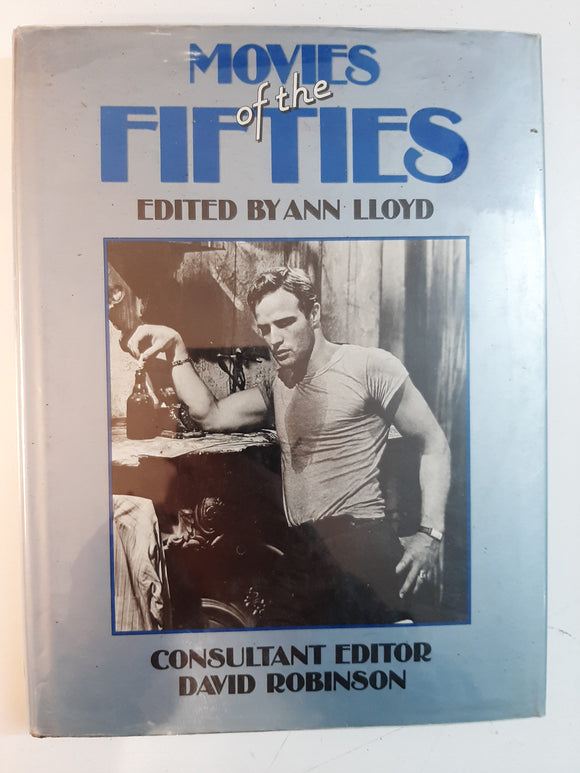 MOVIES
of the
FIFTIES
EDITED BY ANN LLOYD
CONSULTANT EDITOR
DAVID ROBINSON